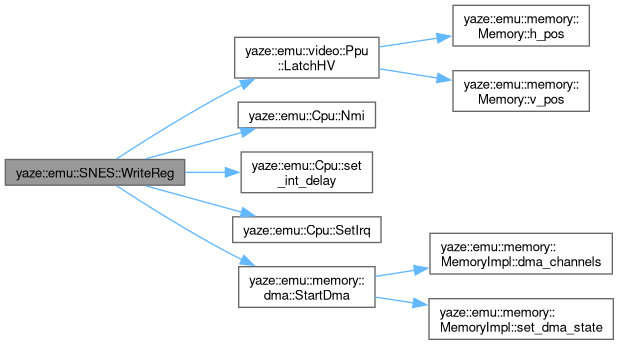 yaze::emu::SNES::WriteReg
yaze::emu::video::Ppu
::LatchHV
yaze::emu::memory::
Memory::h_pos
yaze::emu::memory::
Memory::v_pos
yaze::emu::Cpu::Nmi
yaze::emu::Cpu::set
_int_delay
yaze::emu::Cpu::SetIrq
yaze::emu::memory::
dma::StartDma
yaze::emu::memory::
MemoryImpl::dma_channels
yaze::emu::memory::
MemoryImpl::set_dma_state